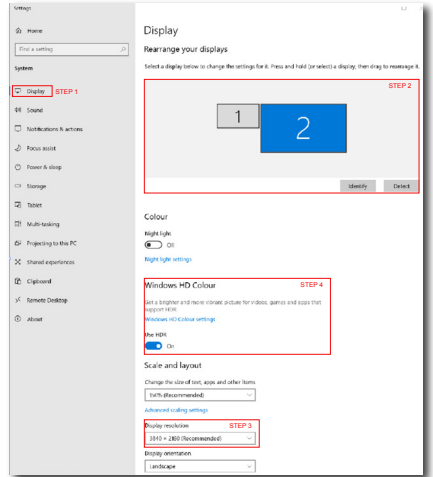 Settings
Home
Find a setting
System
Display STEP 1
Sound
Notifications & actions
Focus assist
Power & sleep
Storage
Tablet
Multi-tasking
Projecting to this PC
Shared experiences
Clipboard
Remote Desktop
About
Display
Rearrange your displays
Select a display below to change the settings for it. Press and hold (or select) a display, then drag to rearrange it.
STEP 2
1
2
Identify Detect
Colour
Night light
Off
Night light settings
Windows HD Colour STEP 4
Get a brighter and more vibrant picture for videos, games and apps that
support HDR.
Windows HD Colour settings
Use HDR
On
Scale and layout
Change the size of text, apps and other items
150% (Recommended)
Advanced scaling settings
Display resolution STEP 3
3840 × 2160 (Recommended)
Display orientation
Landscape